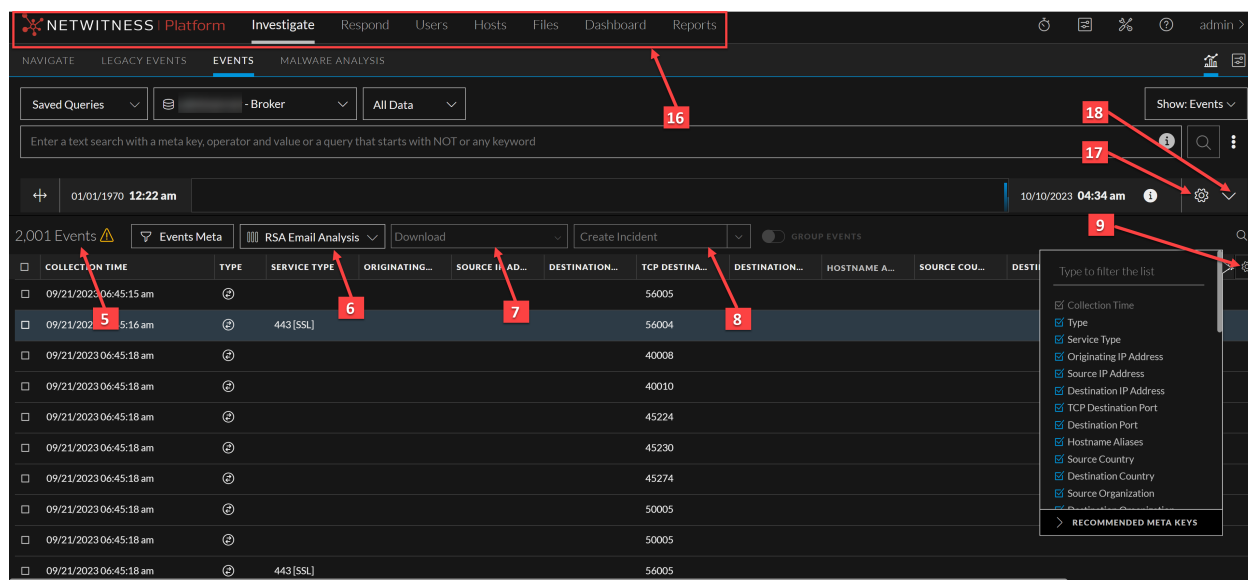 NETWITNESS | Platform Investigate Respond Users Hosts Files Dashboard Reports admin >
NAVIGATE LEGACY EVENTS EVENTS MALWARE ANALYSIS
16
Saved Queries - Broker All Data Show: Events
18
Enter a text search with a meta key, operator and value or a query that starts with NOT or any keyword
17
01/01/1970 12:22 am 10/10/2023 04:34 am
9
2,001 Events Events Meta RSA Email Analysis Download Create Incident GROUP EVENTS
COLLECTION TIME TYPE SERVICE TYPE ORIGINATING... SOURCE IP AD... DESTINATION... TCP DESTINA... DESTINATION... HOSTNAME A... SOURCE COU... DESTI
Type to filter the list
09/21/2023 06:45:15 am 56005
Collection Time
5
6
7
8
09/21/202 5:16 am 443 [SSL] 56004
Type
Service Type
09/21/2023 06:45:18 am 40008
Originating IP Address
Source IP Address
09/21/2023 06:45:18 am 40010
Destination IP Address
TCP Destination Port
09/21/2023 06:45:18 am 45224
Destination Port
09/21/2023 06:45:18 am 45230
Hostname Aliases
Source Country
09/21/2023 06:45:18 am 45274
Destination Country
Source Organization
09/21/2023 06:45:18 am 50005
Destination Organization
RECOMMENDED META KEYS
09/21/2023 06:45:18 am 50005
09/21/2023 06:45:18 am 443 [SSL] 56005